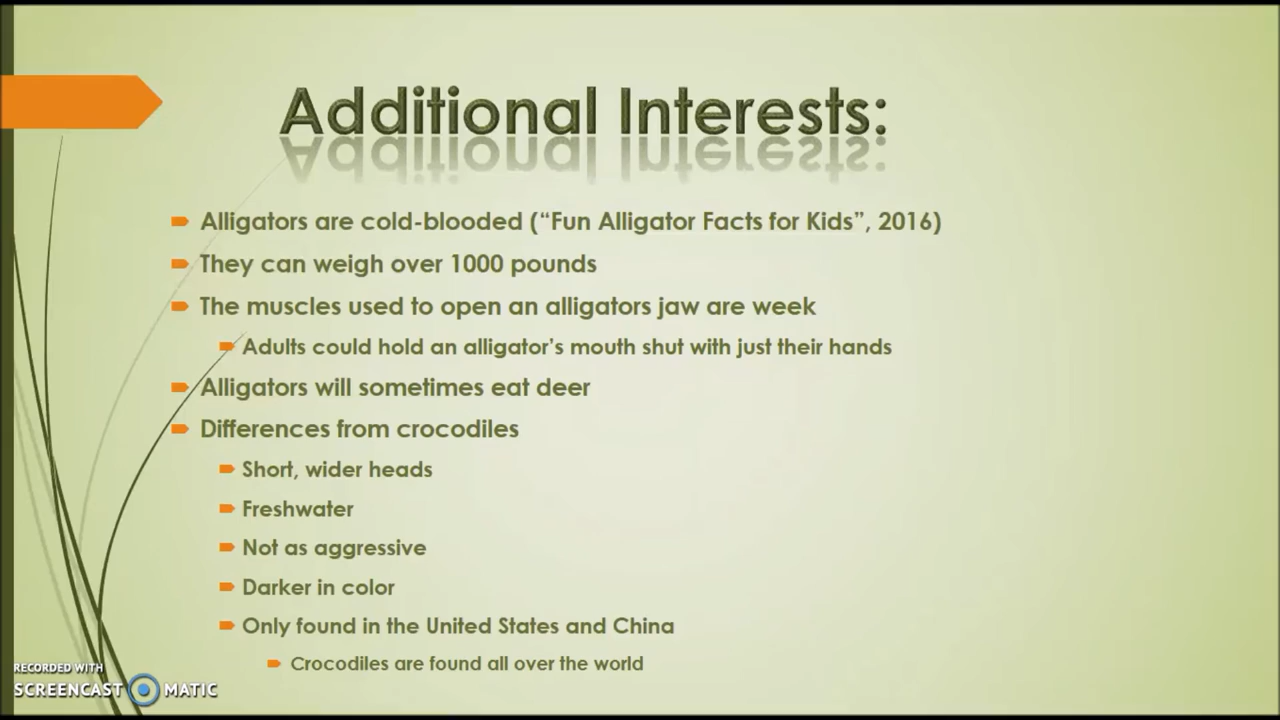 Additional Interests:
Alligators are cold-blooded (“Fun Alligator Facts for Kids”, 2016)
They can weigh over 1000 pounds
The muscles used to open an alligators jaw are week
Adults could hold an alligator’s mouth shut with just their hands
Alligators will sometimes eat deer
Differences from crocodiles
Short, wider heads
Freshwater
Not as aggressive
Darker in color
Only found in the United States and China
Crocodiles are found all over the world
RECORDED WITH
SCREENCAST MATIC